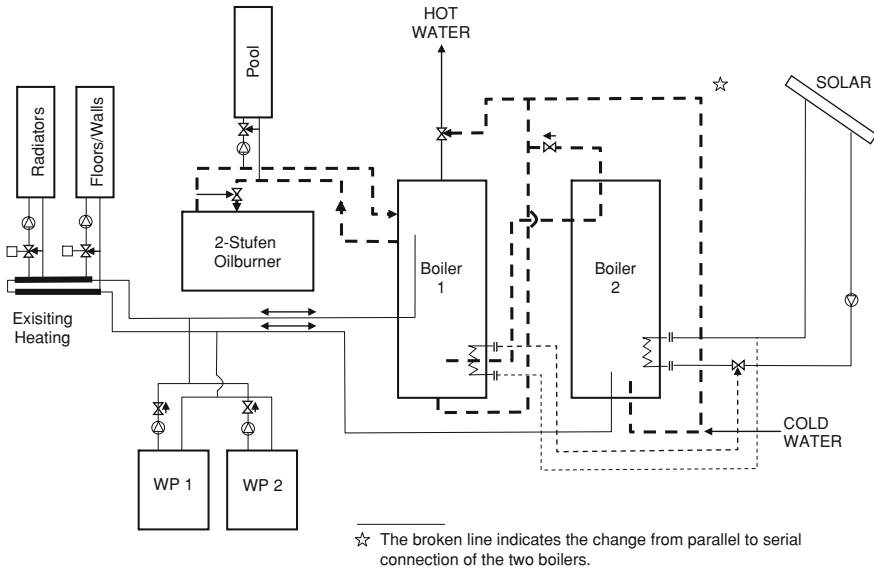 HOT
WATER
Pool
SOLAR
Radiators
Floors/Walls
2-Stufen
Oilburner
Boiler
1
Boiler
2
Exisiting
Heating
COLD
WATER
WP 1
WP 2
☆ The broken line indicates the change from parallel to serial
connection of the two boilers.